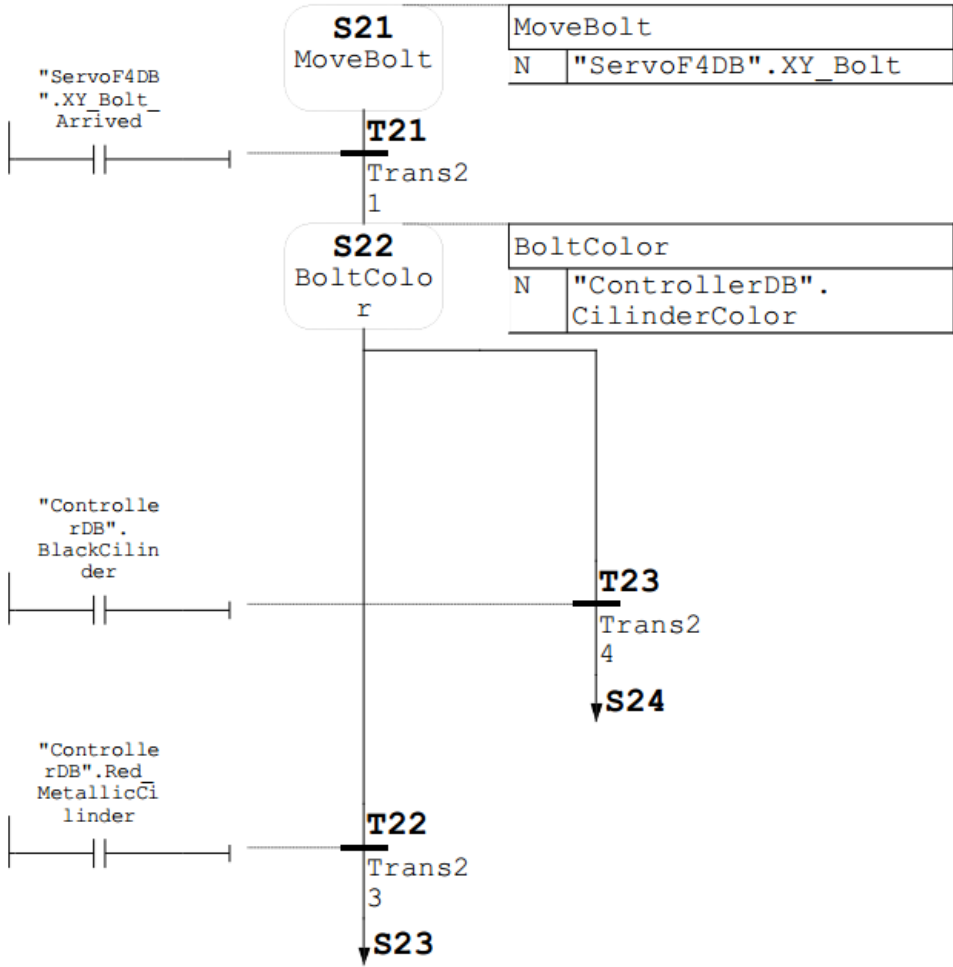 S21
MoveBolt
MoveBolt
N "ServoF4DB".XY_Bolt
"ServoF4DB
".XY_Bolt_
Arrived
T21
Trans2
1
S22
BoltColo
r
BoltColor
N "ControllerDB".
CilinderColor
"Controlle
rDB".
BlackCilin
der
T23
Trans2
4
S24
"Controlle
rDB".Red_
MetallicCi
linder
T22
Trans2
3
S23